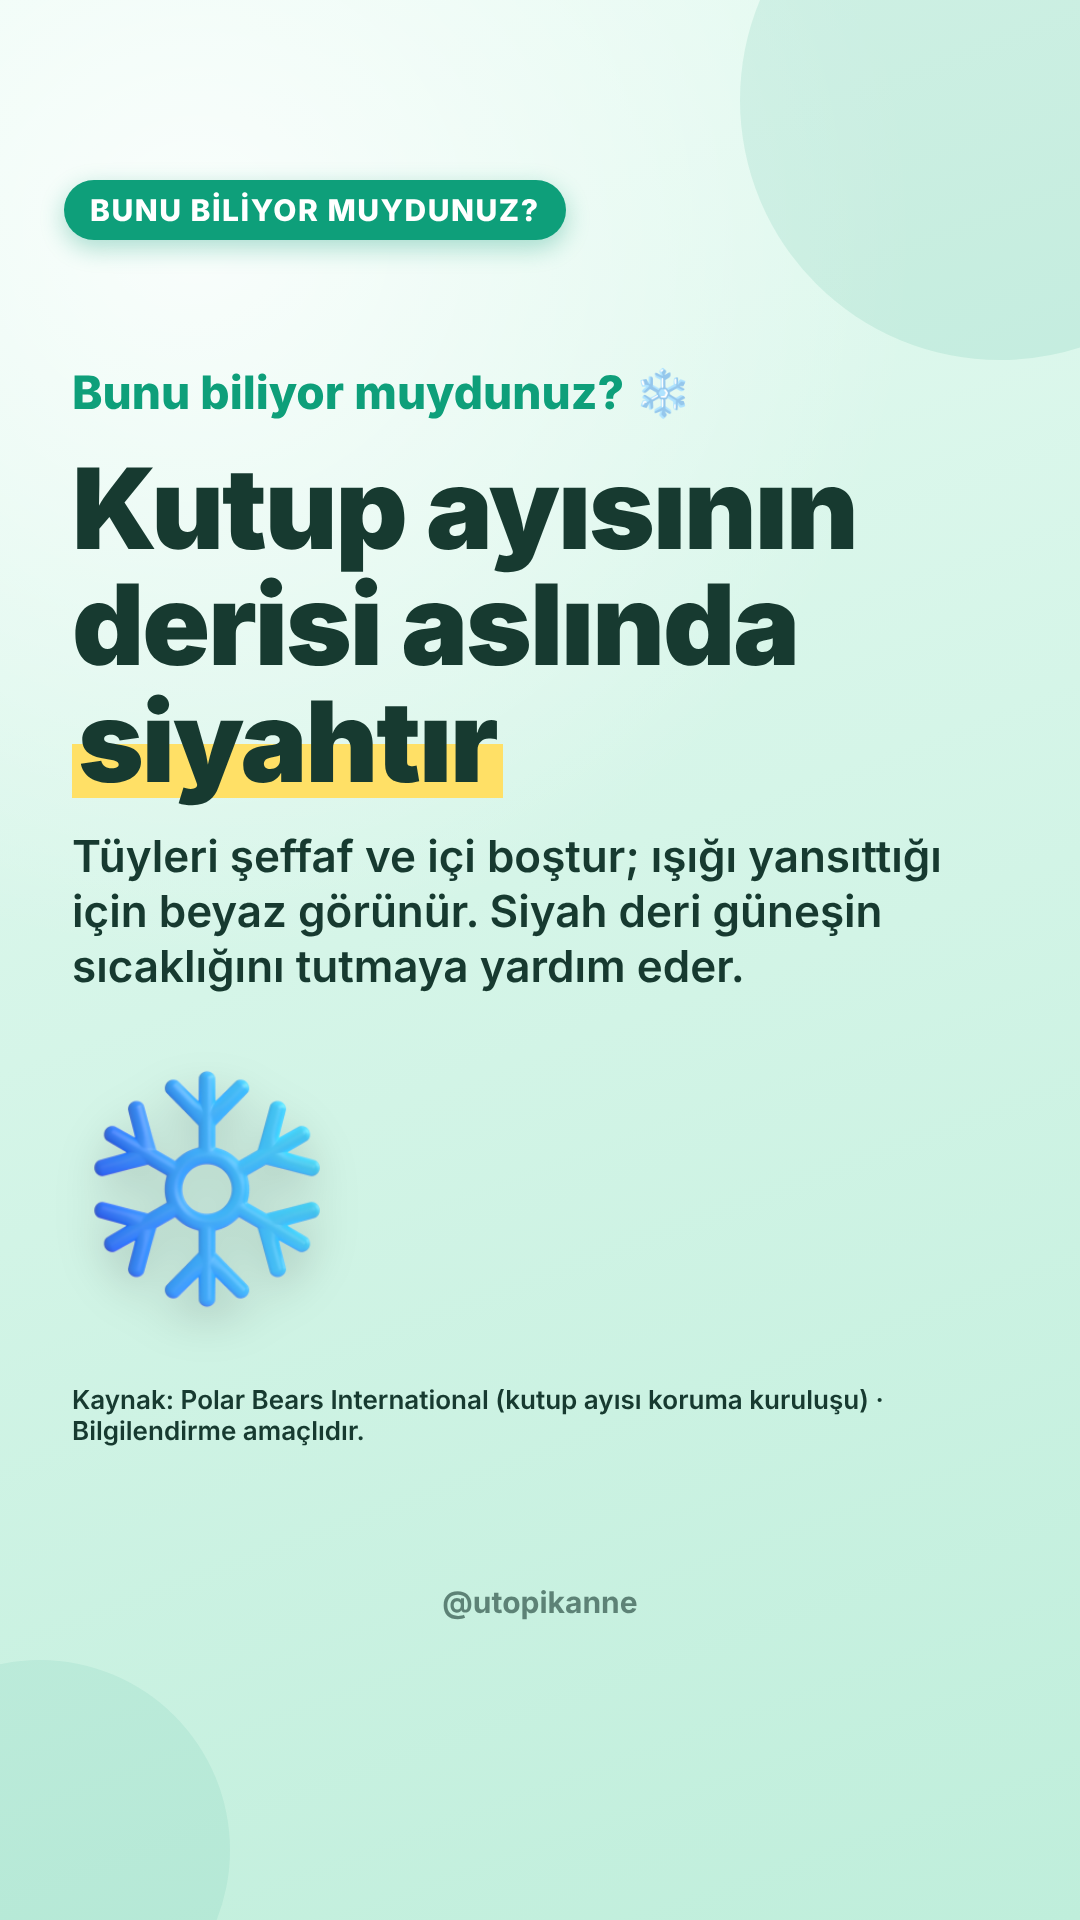 BUNU BİLİYOR MUYDUNUZ?
Bunu biliyor muydunuz? ❄️
Kutup ayısının
derisi aslında
siyahtır
Tüyleri şeffaf ve içi boştur; ışığı yansıttığı
için beyaz görünür. Siyah deri güneşin
sıcaklığını tutmaya yardım eder.
Kaynak: Polar Bears International (kutup ayısı koruma kuruluşu) ·
Bilgilendirme amaçlıdır.
@utopikanne